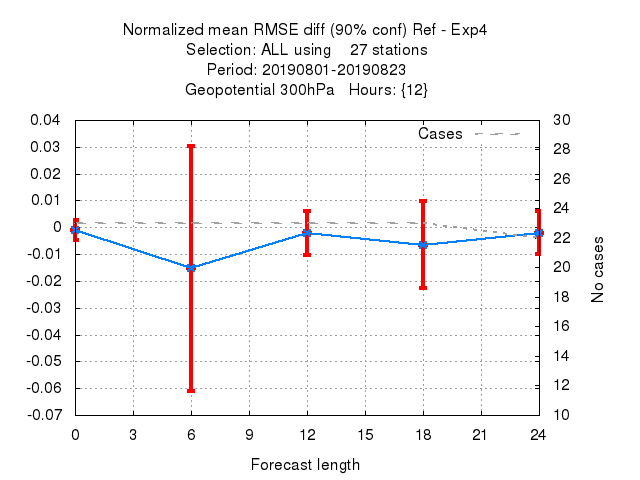 Normalized mean RMSE diff (90% conf) Ref - Exp4
Selection: ALL using    27 stations
Period: 20190801-20190823
Geopotential 300hPa   Hours: {12}
Cases
0.04
0.03
0.02
0.01
0
-0.01
-0.02
-0.03
-0.04
-0.05
-0.06
-0.07
30
28
26
24
22
20
18
16
14
12
10
No cases
0 3 6 9 12 15 18 21 24
Forecast length